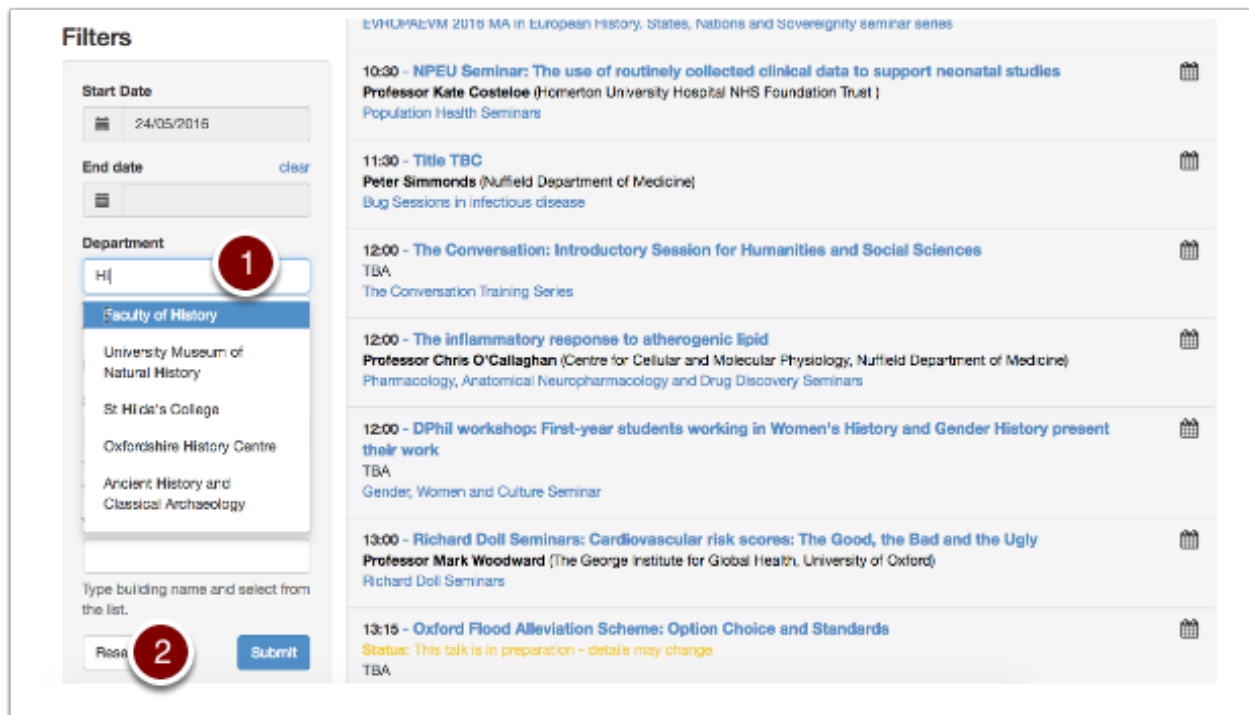 Filters
Start Date
24/05/2016
End date clear
Department
Hi
1
Faculty of History
University Museum of
Natural History
St Hilda's College
Oxfordshire History Centre
Ancient History and
Classical Archaeology
Type building name and select from
the list.
Rese
2
Submit
EVROPAEVM 2016 MA in European History. States, Nations and Sovereignity seminar series
10:30 - NPEU Seminar: The use of routinely collected clinical data to support neonatal studies
Professor Kate Costeloe (Homerton University Hospital NHS Foundation Trust )
Population Health Seminars
11:30 - Title TBC
Peter Simmonds (Nuffield Department of Medicine)
Bug Sessions in infectious disease
12:00 - The Conversation: Introductory Session for Humanities and Social Sciences
TBA
The Conversation Training Series
12:00 - The inflammatory response to atherogenic lipid
Professor Chris O'Callaghan (Centre for Cellular and Molecular Physiology, Nuffield Department of Medicine)
Pharmacology, Anatomical Neuropharmacology and Drug Discovery Seminars
12:00 - DPhil workshop: First-year students working in Women's History and Gender History present
their work
TBA
Gender, Women and Culture Seminar
13:00 - Richard Doll Seminars: Cardiovascular risk scores: The Good, the Bad and the Ugly
Professor Mark Woodward (The George Institute for Global Health, University of Oxford)
Richard Doll Seminars
13:15 - Oxford Flood Alleviation Scheme: Option Choice and Standards
Status: This talk is in preparation - details may change
TBA